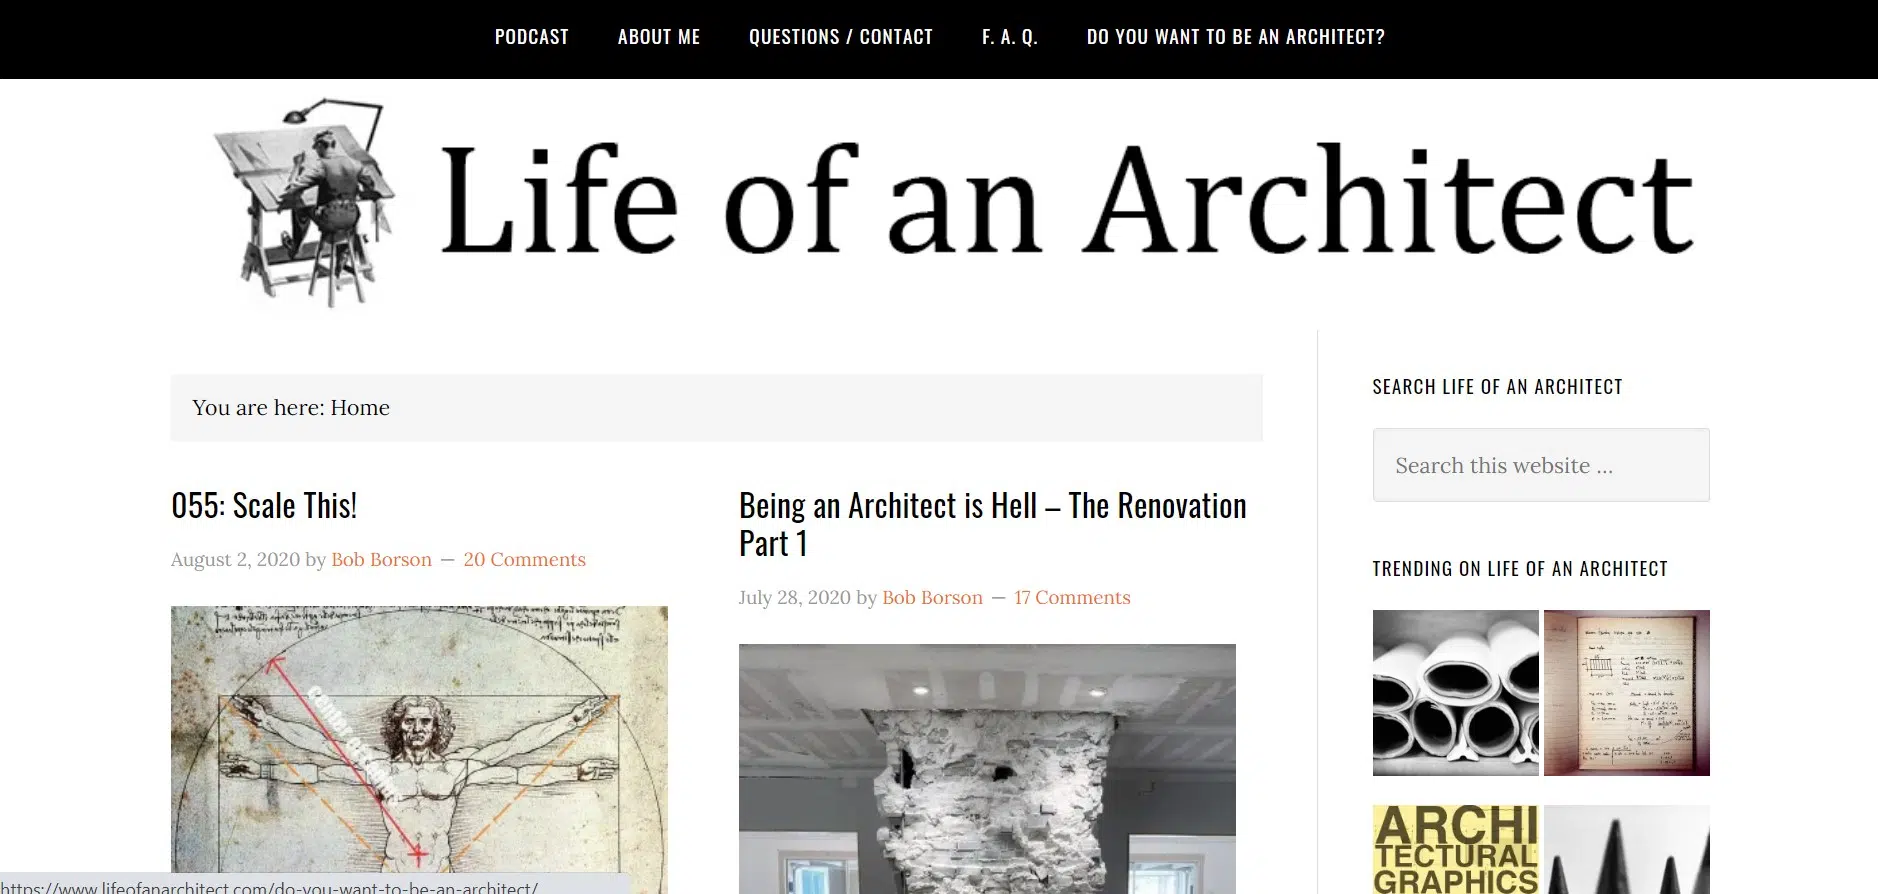 PODCAST
ABOUT ME
QUESTIONS / CONTACT
F. A. Q.
DO YOU WANT TO BE AN ARCHITECT?
Life of an Architect
You are here: Home
055: Scale This!
August 2, 2020 by Bob Borson — 20 Comments
Being an Architect is Hell – The Renovation
Part 1
July 28, 2020 by Bob Borson — 17 Comments
SEARCH LIFE OF AN ARCHITECT
Search this website …
TRENDING ON LIFE OF AN ARCHITECT
ARCHI
TECTURAL
GRAPHICS
https://www.lifeofanarchitect.com/do-you-want-to-be-an-architect/